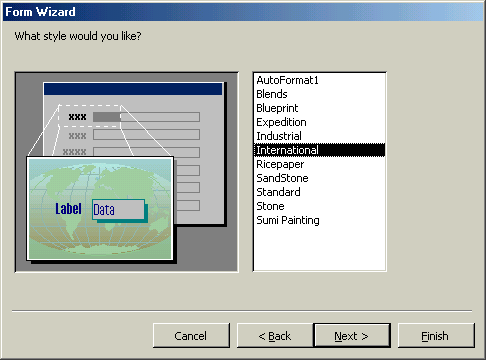 Form Wizard
What style would you like?
xxx
xxx
xxxx
Label Data
AutoFormat1
Blends
Blueprint
Expedition
Industrial
International
Ricepaper
SandStone
Standard
Stone
Sumi Painting
Cancel
< Back
Next >
Finish